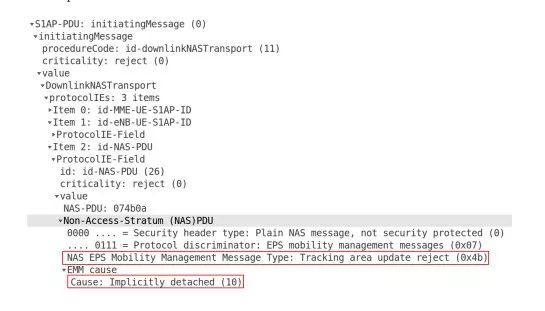 S1AP-PDU: initiatingMessage (0)
initiatingMessage
procedureCode: id-downlinkNASTransport (11)
criticality: reject (0)
value
DownlinkNASTransport
protocolIEs: 3 items
Item 0: id-MME-UE-S1AP-ID
Item 1: id-eNB-UE-S1AP-ID
ProtocolIE-Field
Item 2: id-NAS-PDU
ProtocolIE-Field
id: id-NAS-PDU (26)
criticality: reject (0)
value
NAS-PDU: 074b0a
Non-Access-Stratum (NAS)PDU
0000 .... = Security header type: Plain NAS message, not security protected (0)
.... 0111 = Protocol discriminator: EPS mobility management messages (0x07)
NAS EPS Mobility Management Message Type: Tracking area update reject (0x4b)
EMM cause
Cause: Implicitly detached (10)